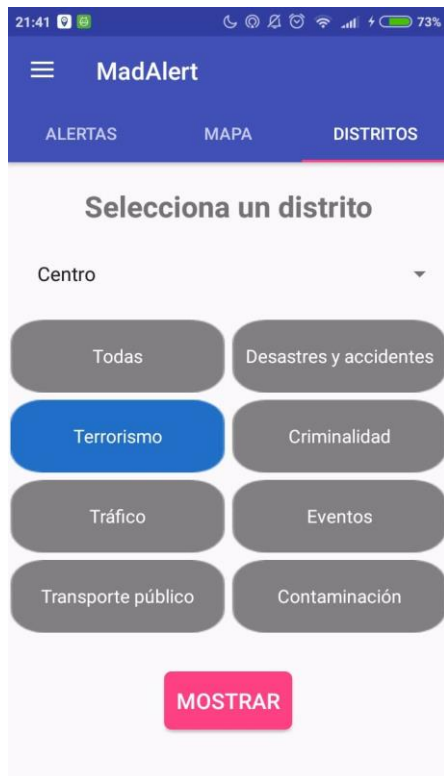 21:41 73%
MadAlert
ALERTAS MAPA DISTRITOS
Selecciona un distrito
Centro
Todas Desastres y accidentes
Terrorismo Criminalidad
Tráfico Eventos
Transporte público Contaminación
MOSTRAR